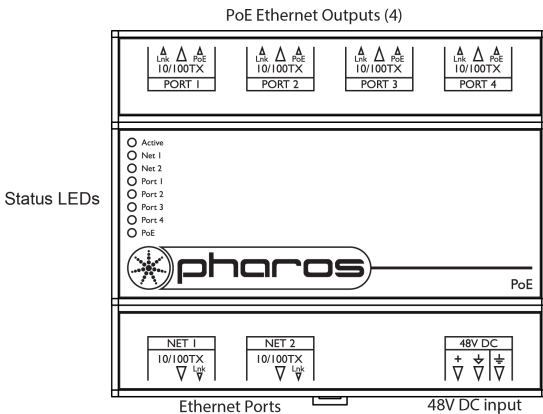 PoE Ethernet Outputs (4)
Lnk PoE Lnk PoE Lnk PoE Lnk PoE
10/100TX 10/100TX 10/100TX 10/100TX
PORT 1 PORT 2 PORT 3 PORT 4
Active
Net 1
Net 2
Port 1
Port 2
Port 3
Port 4
PoE
Status LEDs
pharos
PoE
NET 1 NET 2 48V DC
10/100TX 10/100TX +
Lnk Lnk
Ethernet Ports 48V DC input